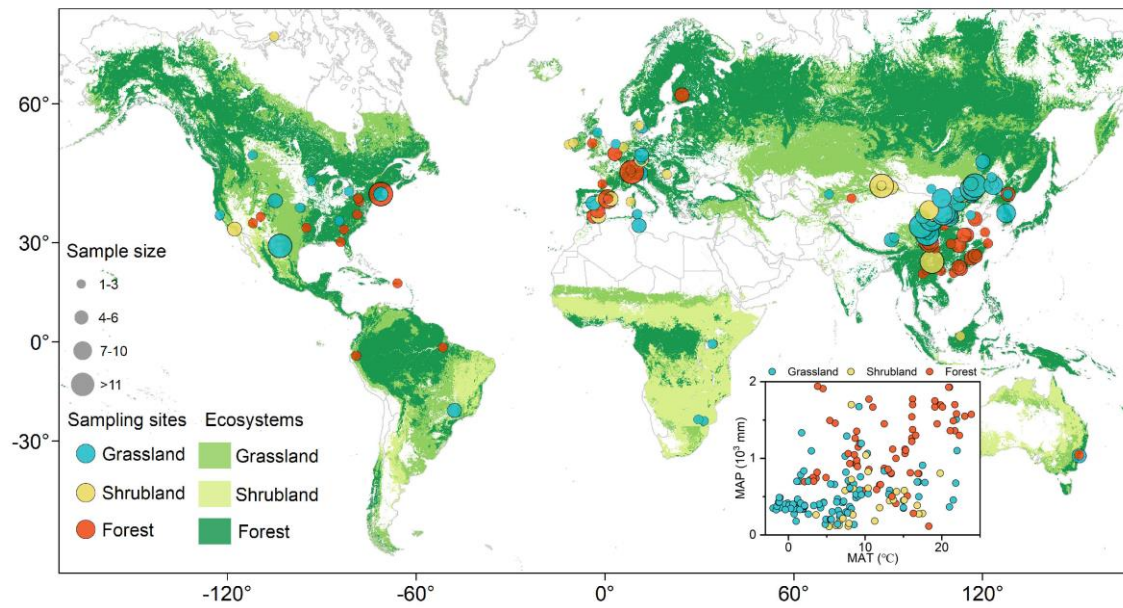 60°
30°
0°
-30°
Sample size
1-3
4-6
7-10
>11
Sampling sites Ecosystems
Grassland Grassland
Shrubland Shrubland
Forest Forest
Grassland Shrubland Forest
2
1
0
MAP (10³ mm)
0 10 20
MAT (℃)
-120° -60° 0° 60° 120°